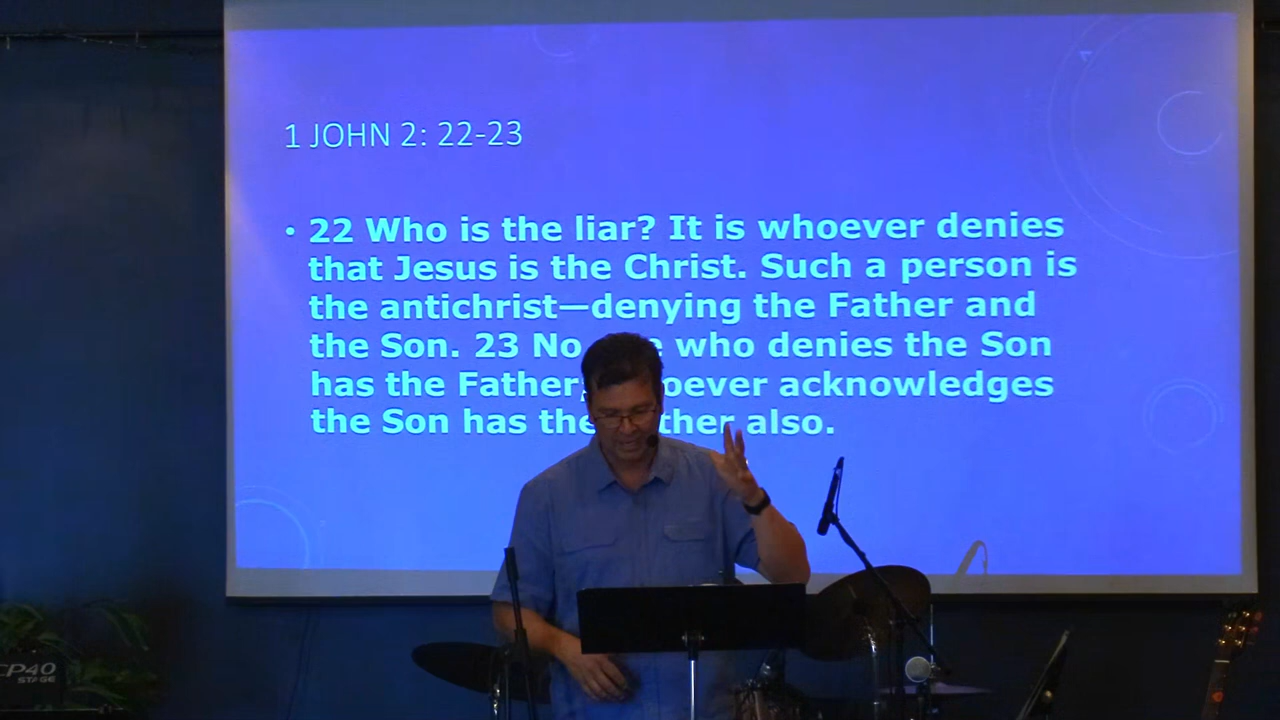 1 JOHN 2: 22-23
• 22 Who is the liar? It is whoever denies
that Jesus is the Christ. Such a person is
the antichrist—denying the Father and
the Son. 23 No who denies the Son
has the Father; acknowledges
the Son has the also.
CP40
STAGE